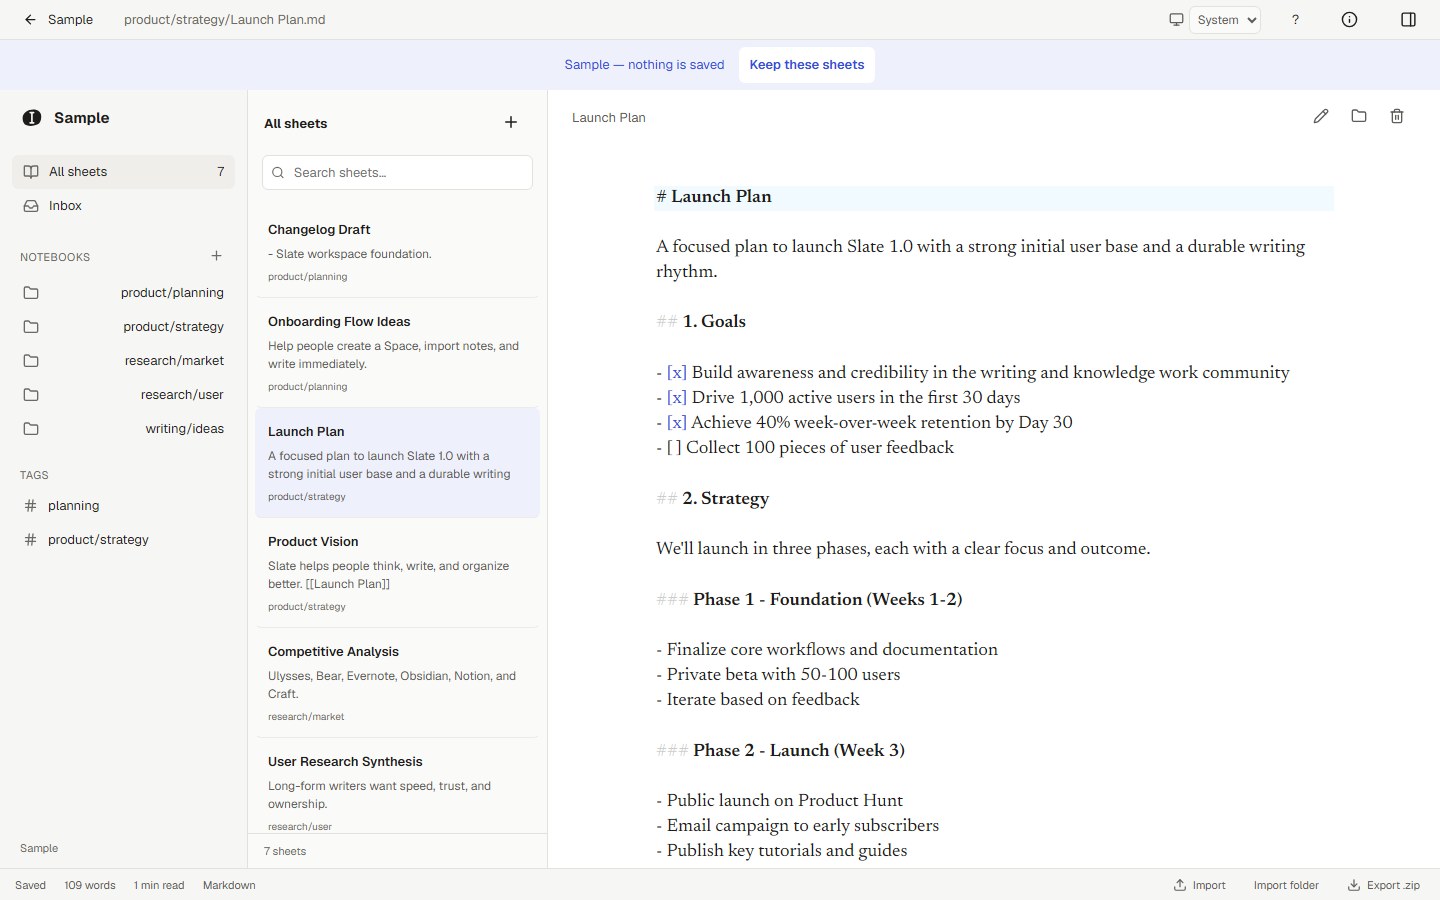 Sample
product/strategy/Launch Plan.md
System
?
Sample — nothing is saved
Keep these sheets
Sample
All sheets 7
Inbox
NOTEBOOKS
product/planning
product/strategy
research/market
research/user
writing/ideas
TAGS
planning
product/strategy
Sample
All sheets
Search sheets...
Changelog Draft
- Slate workspace foundation.
product/planning
Onboarding Flow Ideas
Help people create a Space, import notes, and
write immediately.
product/planning
Launch Plan
A focused plan to launch Slate 1.0 with a
strong initial user base and a durable writing
product/strategy
Product Vision
Slate helps people think, write, and organize
better. [[Launch Plan]]
product/strategy
Competitive Analysis
Ulysses, Bear, Evernote, Obsidian, Notion, and
Craft.
research/market
User Research Synthesis
Long-form writers want speed, trust, and
ownership.
research/user
7 sheets
Launch Plan
# Launch Plan
A focused plan to launch Slate 1.0 with a strong initial user base and a durable writing
rhythm.
## 1. Goals
- [x] Build awareness and credibility in the writing and knowledge work community
- [x] Drive 1,000 active users in the first 30 days
- [x] Achieve 40% week-over-week retention by Day 30
- [ ] Collect 100 pieces of user feedback
## 2. Strategy
We'll launch in three phases, each with a clear focus and outcome.
### Phase 1 - Foundation (Weeks 1-2)
- Finalize core workflows and documentation
- Private beta with 50-100 users
- Iterate based on feedback
### Phase 2 - Launch (Week 3)
- Public launch on Product Hunt
- Email campaign to early subscribers
- Publish key tutorials and guides
Saved
109 words
1 min read
Markdown
Import
Import folder
Export .zip